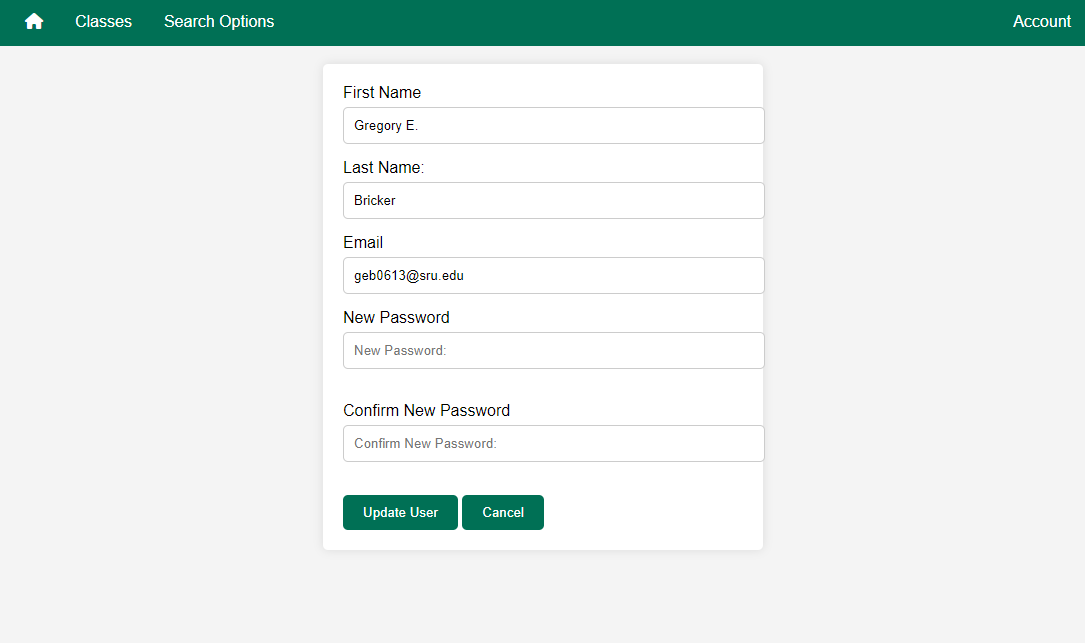 Classes Search Options Account
First Name
Gregory E.
Last Name:
Bricker
Email
geb0613@sru.edu
New Password
New Password:
Confirm New Password
Confirm New Password:
Update User Cancel